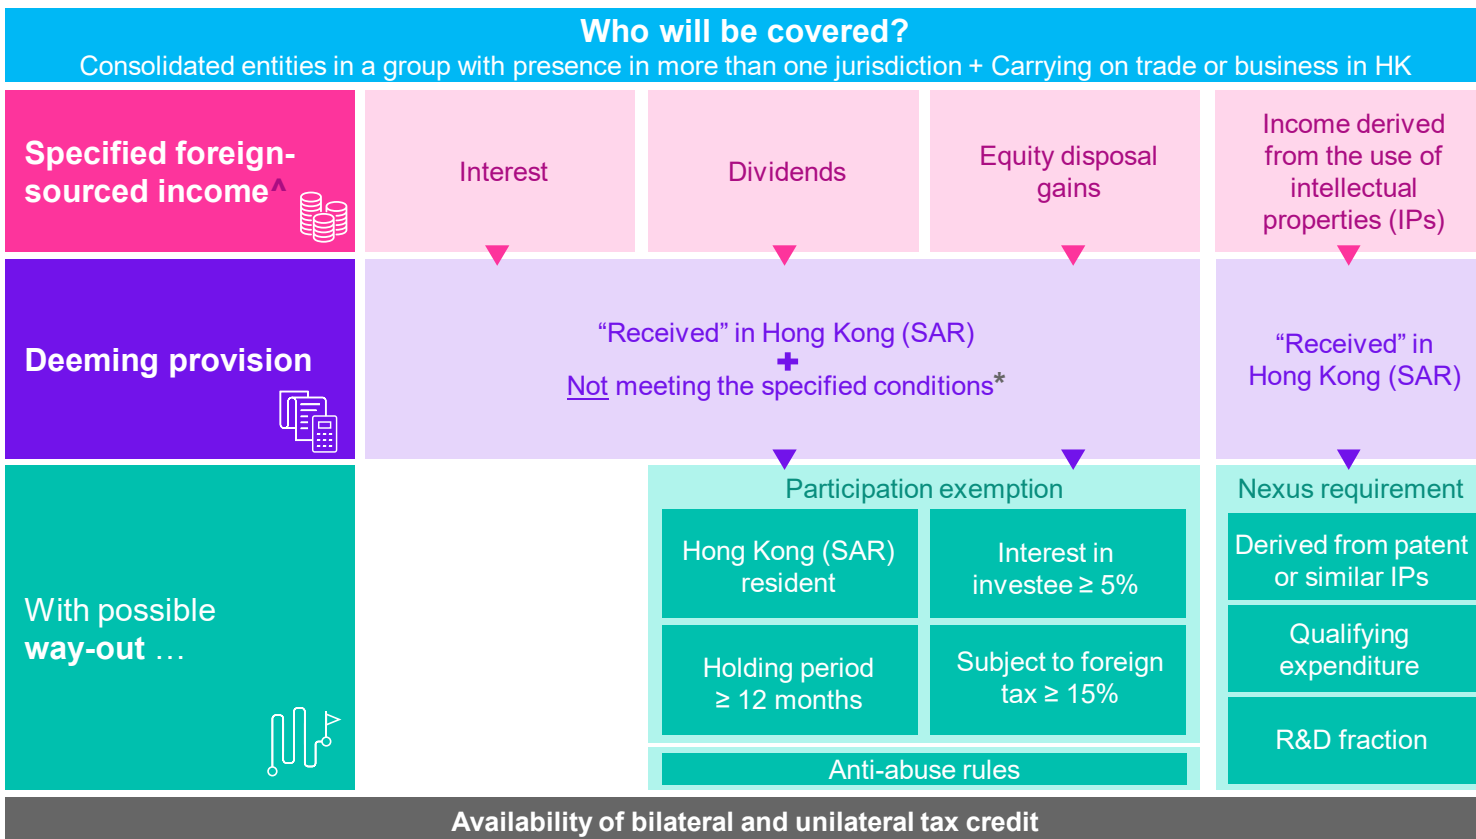 Who will be covered?
Consolidated entities in a group with presence in more than one jurisdiction + Carrying on trade or business in HK
Specified foreign-
sourced income^
Interest
Dividends
Equity disposal
gains
Income derived
from the use of
intellectual
properties (IPs)
Deeming provision
“Received” in Hong Kong (SAR)
+
Not meeting the specified conditions*
“Received” in
Hong Kong (SAR)
With possible
way-out …
Participation exemption
Hong Kong (SAR)
resident
Interest in
investee ≥ 5%
Holding period
≥ 12 months
Subject to foreign
tax ≥ 15%
Anti-abuse rules
Nexus requirement
Derived from patent
or similar IPs
Qualifying
expenditure
R&D fraction
Availability of bilateral and unilateral tax credit